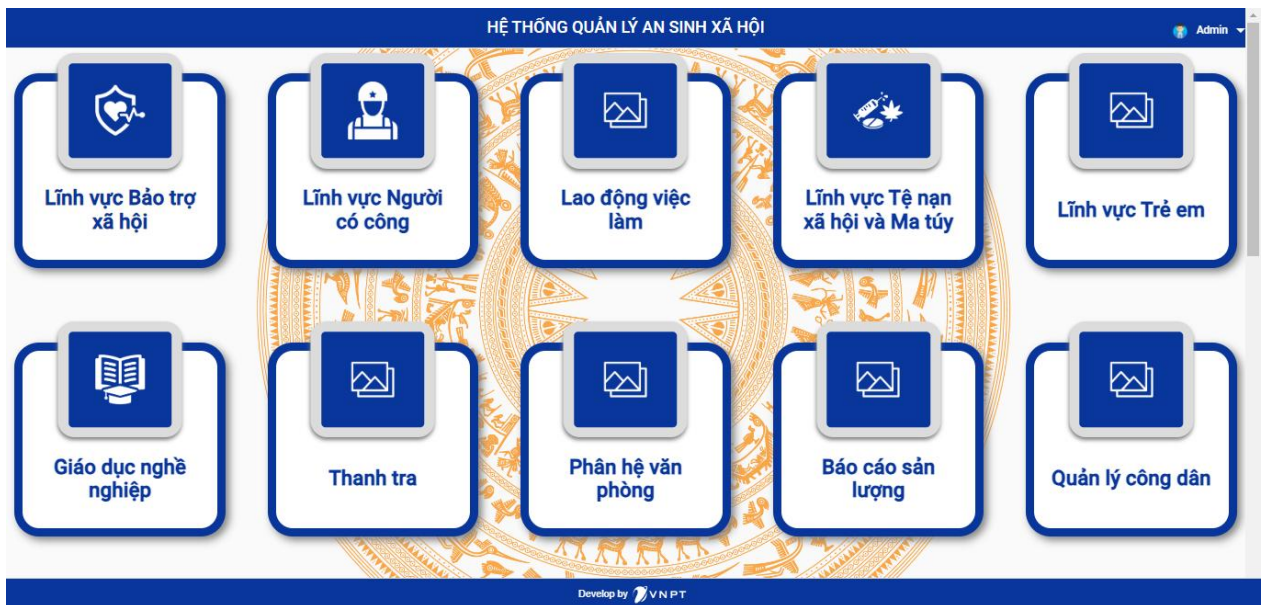 HỆ THỐNG QUẢN LÝ AN SINH XÃ HỘI
Admin
Lĩnh vực Bảo trợ
xã hội
Lĩnh vực Người
có công
Lao động việc
làm
Lĩnh vực Tệ nạn
xã hội và Ma túy
Lĩnh vực Trẻ em
Giáo dục nghề
nghiệp
Thanh tra
Phân hệ văn
phòng
Báo cáo sản
lượng
Quản lý công dân
Develop by VNPT